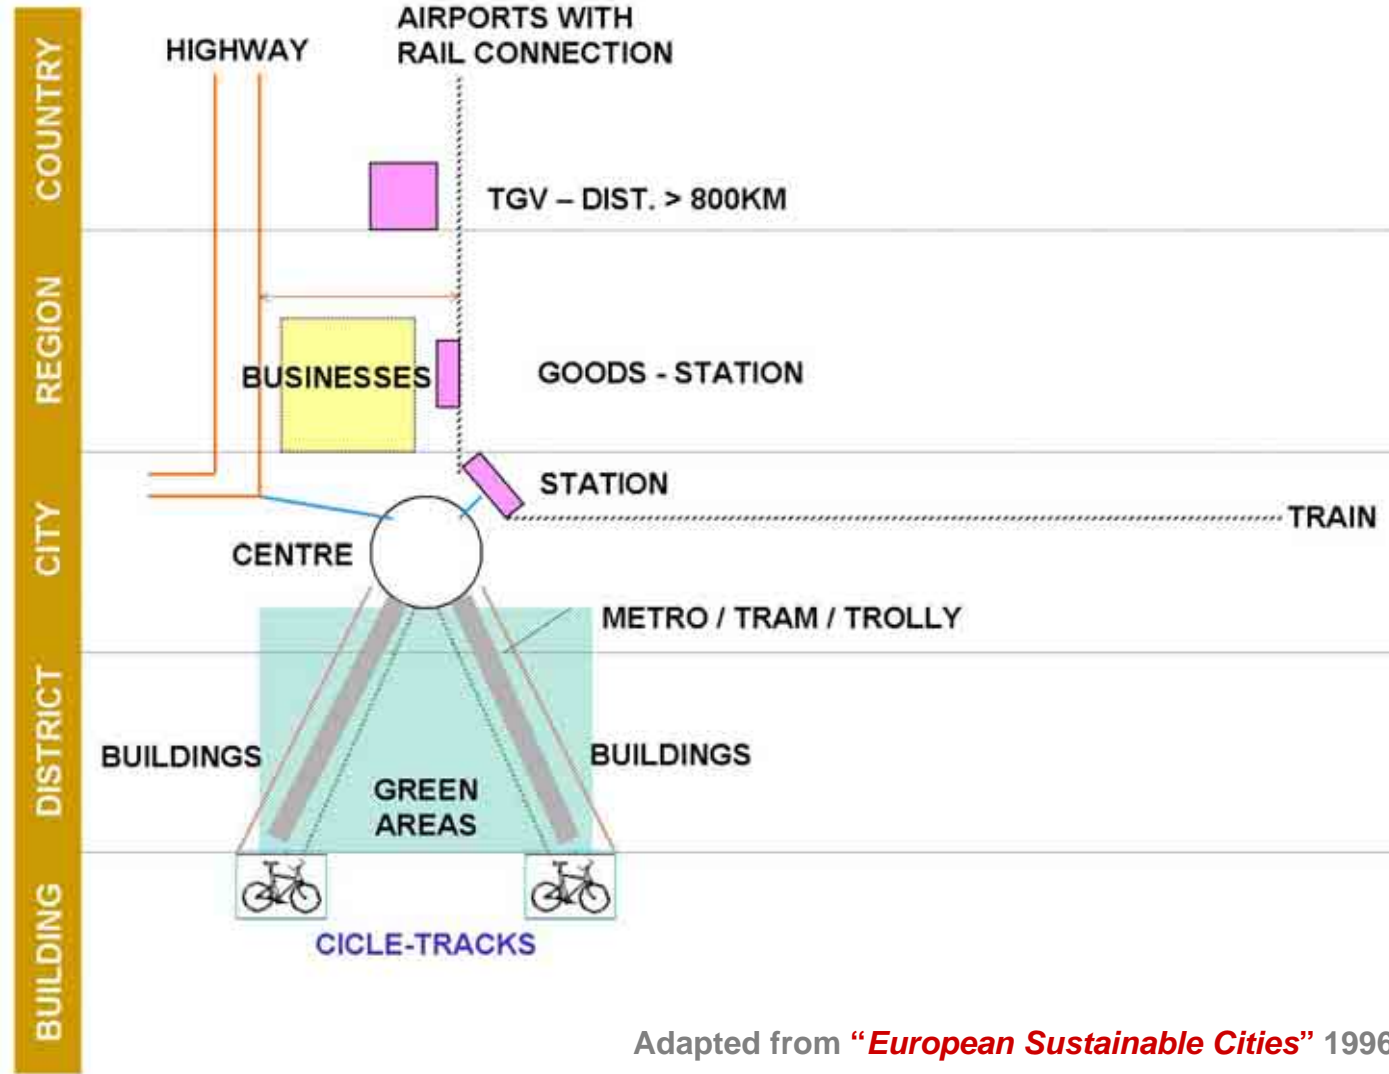 COUNTRY
REGION
CITY
DISTRICT
BUILDING
HIGHWAY
AIRPORTS WITH
RAIL CONNECTION
TGV – DIST. > 800KM
BUSINESSES
GOODS - STATION
STATION
TRAIN
CENTRE
METRO / TRAM / TROLLY
BUILDINGS
BUILDINGS
GREEN
AREAS
CICLE-TRACKS
Adapted from “European Sustainable Cities” 1996